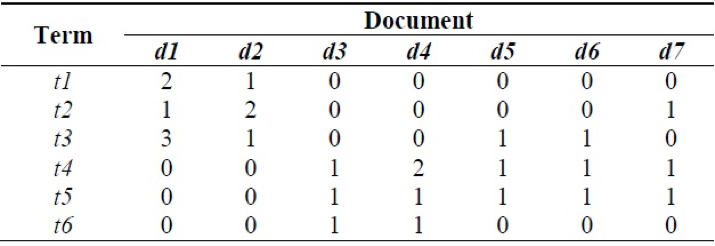 Term Document
d1 d2 d3 d4 d5 d6 d7
t1 2 1 0 0 0 0 0
t2 1 2 0 0 0 0 1
t3 3 1 0 0 1 1 0
t4 0 0 1 2 1 1 1
t5 0 0 1 1 1 1 1
t6 0 0 1 1 0 0 0